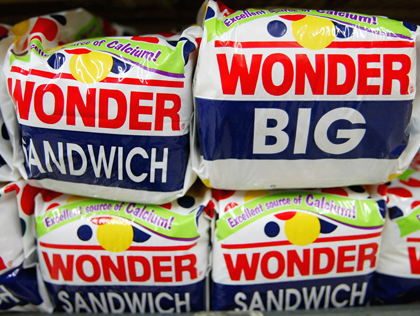 Excellent source of Calcium!
WONDER
SANDWICH
Excellent source of Calcium!
WONDER
BIG
Excellent source of Calcium!
WONDER
SANDWICH
Excellent source of Calcium!
WONDER
SANDWICH